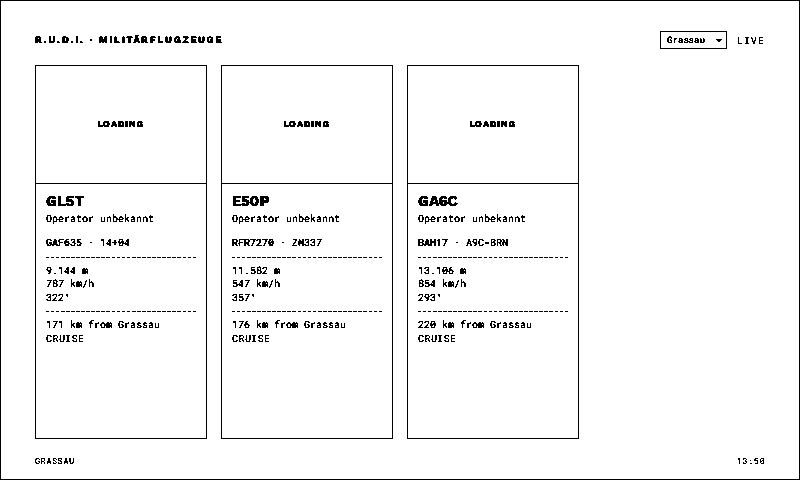 R.U.D.I. · MILITÄRFLUGZEUGE
Grassau
LIVE
LOADING
GL5T
Operator unbekannt
GAF635 · 14+04
9.144 m
787 km/h
322°
171 km from Grassau
CRUISE
LOADING
E50P
Operator unbekannt
RFR7270 · ZM337
11.582 m
547 km/h
357°
176 km from Grassau
CRUISE
LOADING
GA6C
Operator unbekannt
BAH17 · A9C-BRN
13.106 m
854 km/h
293°
220 km from Grassau
CRUISE
GRASSAU
13:50